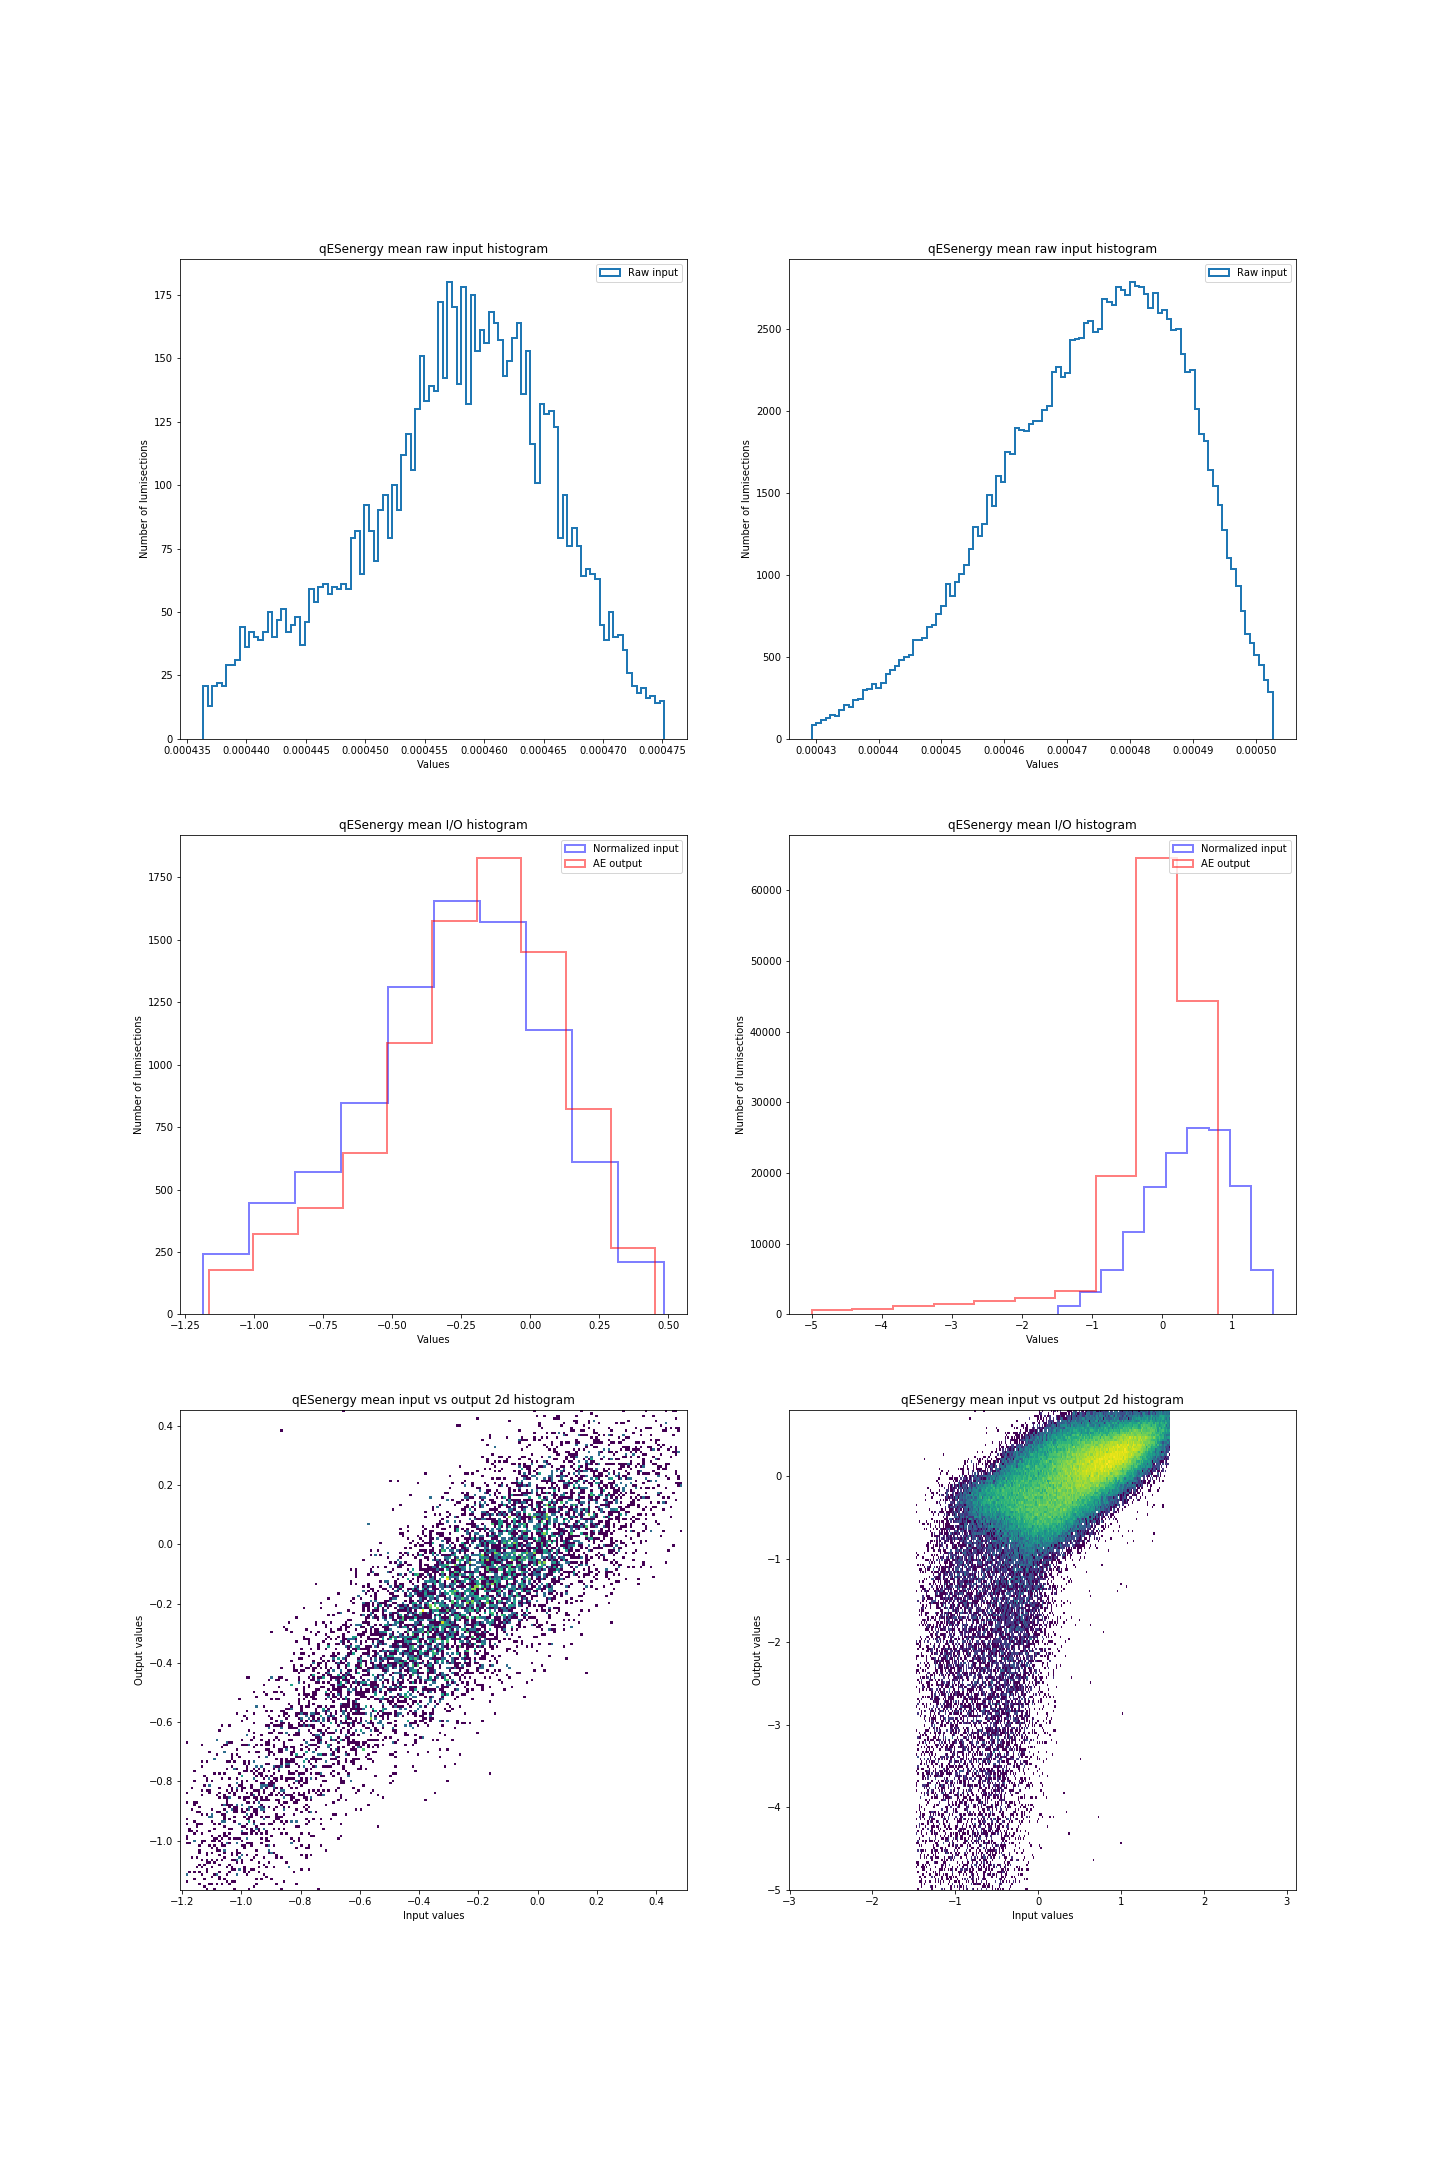 qESenergy mean raw input histogram
Raw input
Number of lumisections
175
150
125
100
75
50
25
0
0.000435 0.000440 0.000445 0.000450 0.000455 0.000460 0.000465 0.000470 0.000475
Values
qESenergy mean raw input histogram
Raw input
Number of lumisections
2500
2000
1500
1000
500
0
0.00043 0.00044 0.00045 0.00046 0.00047 0.00048 0.00049 0.00050
Values
qESenergy mean I/O histogram
Normalized input
AE output
Number of lumisections
1750
1500
1250
1000
750
500
250
0
−1.25 −1.00 −0.75 −0.50 −0.25 0.00 0.25 0.50
Values
qESenergy mean I/O histogram
Normalized input
AE output
Number of lumisections
60000
50000
40000
30000
20000
10000
0
−5 −4 −3 −2 −1 0 1
Values
qESenergy mean input vs output 2d histogram
Output values
0.4
0.2
0.0
−0.2
−0.4
−0.6
−0.8
−1.0
−1.2 −1.0 −0.8 −0.6 −0.4 −0.2 0.0 0.2 0.4
Input values
qESenergy mean input vs output 2d histogram
Output values
0
−1
−2
−3
−4
−5
−3 −2 −1 0 1 2 3
Input values